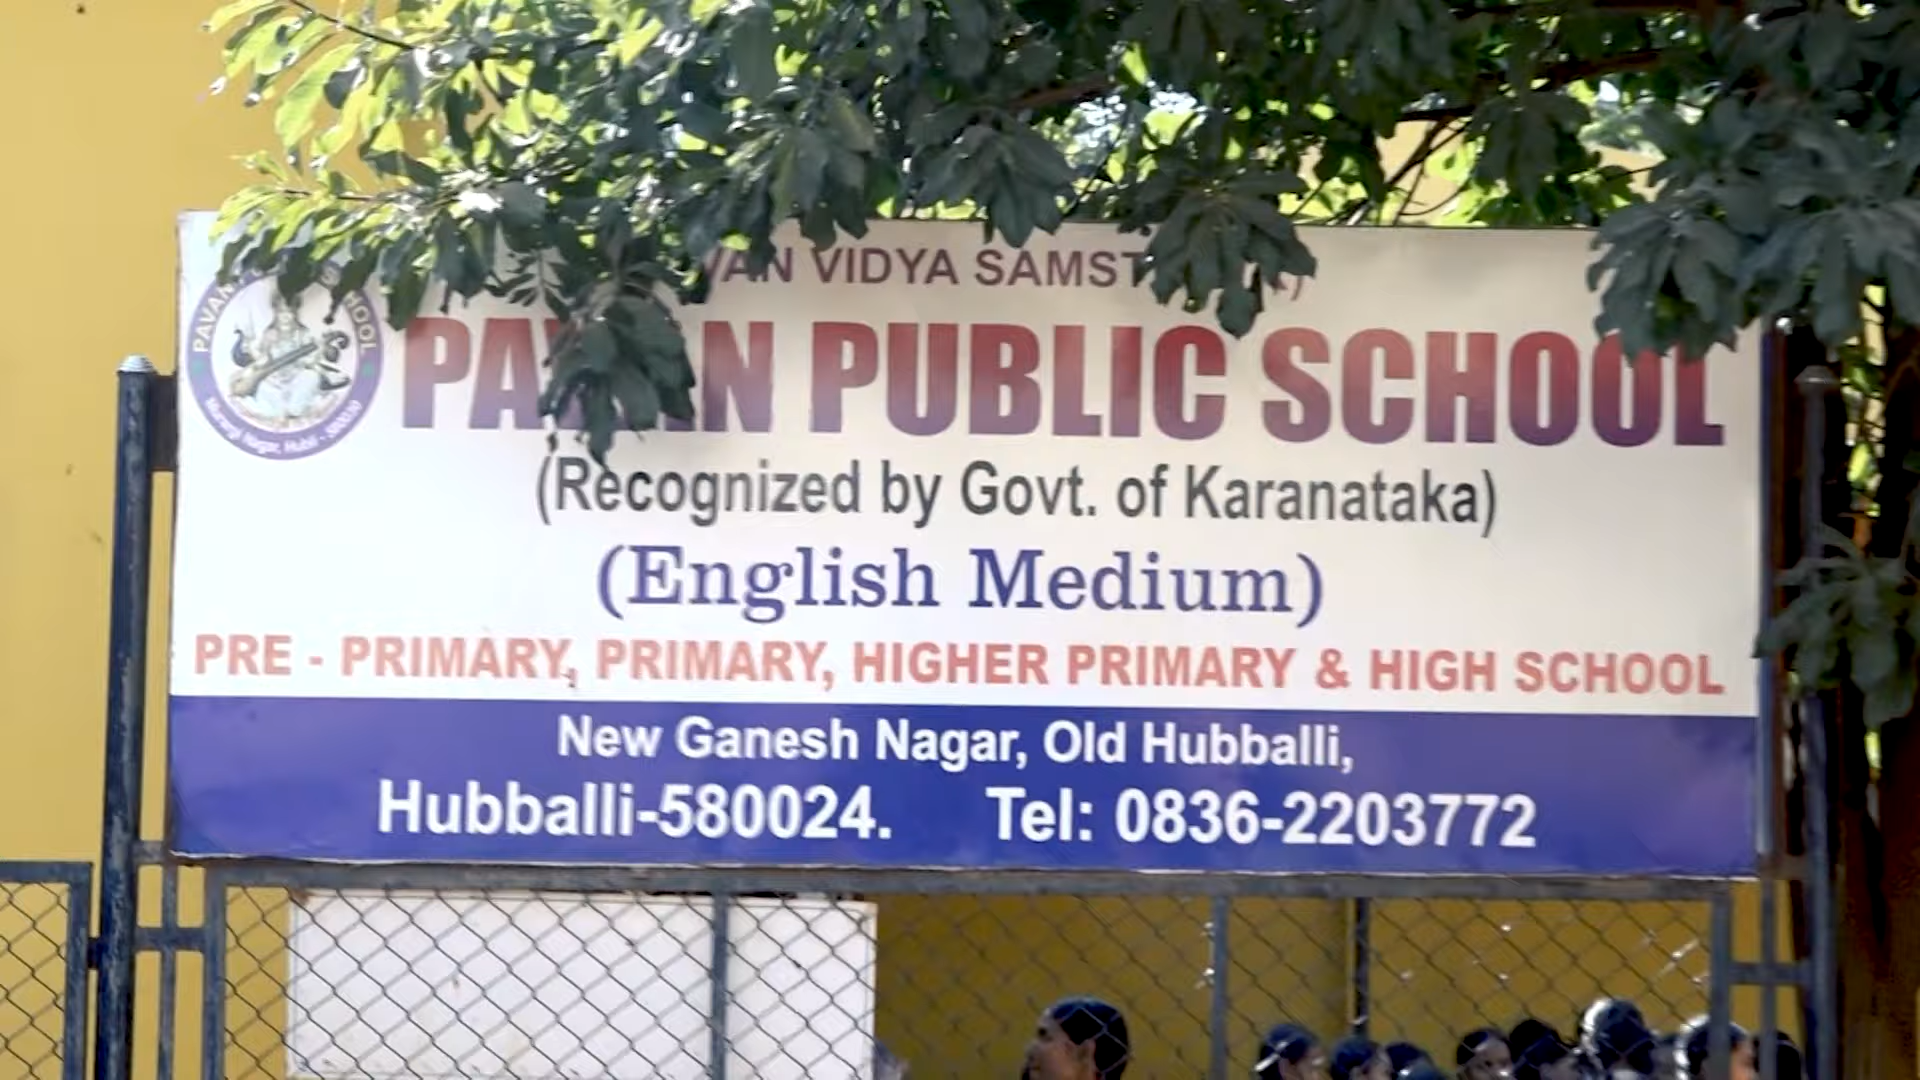 VIDYA
PAVAN PUBLIC SCHOOL
(Recognized by Govt. of Karanataka)
(English Medium)
PRE - PRIMARY, PRIMARY, HIGHER PRIMARY & HIGH SCHOOL
New Ganesh Nagar, Old Hubballi,
Hubballi-580024. Tel: 0836-2203772